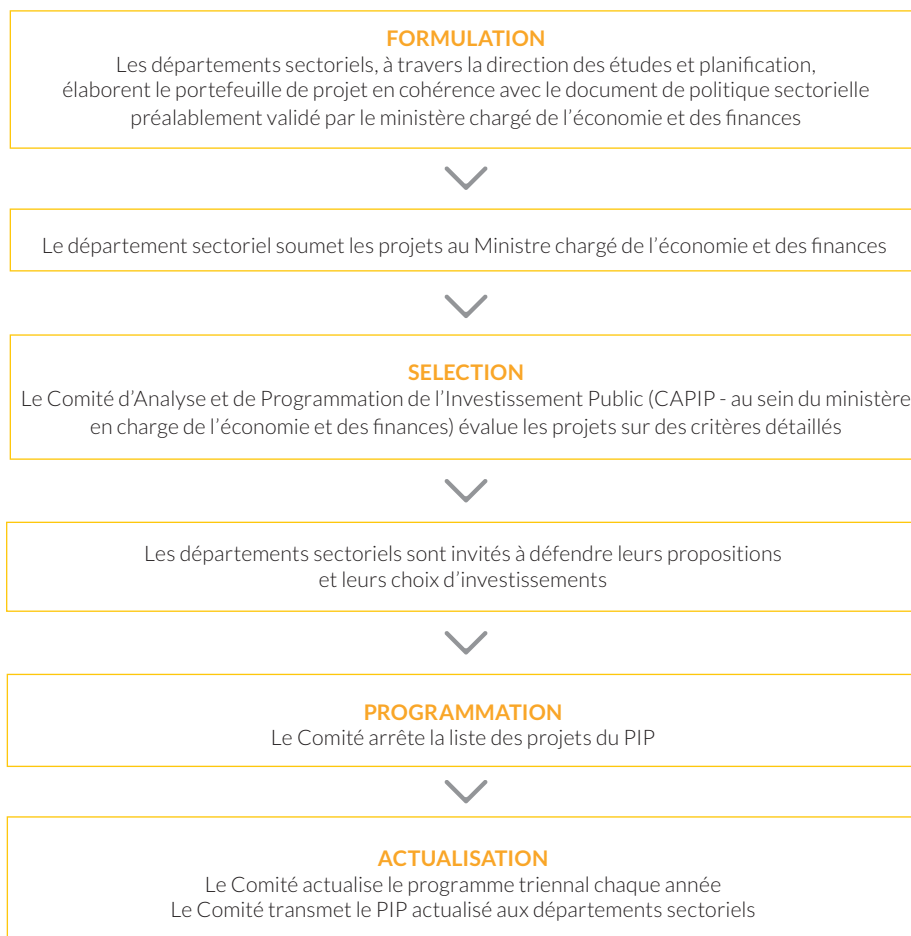 FORMULATION
Les départements sectoriels, à travers la direction des études et planification,
élaborent le portefeuille de projet en cohérence avec le document de politique sectorielle
préalablement validé par le ministère chargé de l’économie et des finances
Le département sectoriel soumet les projets au Ministre chargé de l’économie et des finances
SELECTION
Le Comité d’Analyse et de Programmation de l’Investissement Public (CAPIP - au sein du ministère
en charge de l’économie et des finances) évalue les projets sur des critères détaillés
Les départements sectoriels sont invités à défendre leurs propositions
et leurs choix d’investissements
PROGRAMMATION
Le Comité arrête la liste des projets du PIP
ACTUALISATION
Le Comité actualise le programme triennal chaque année
Le Comité transmet le PIP actualisé aux départements sectoriels